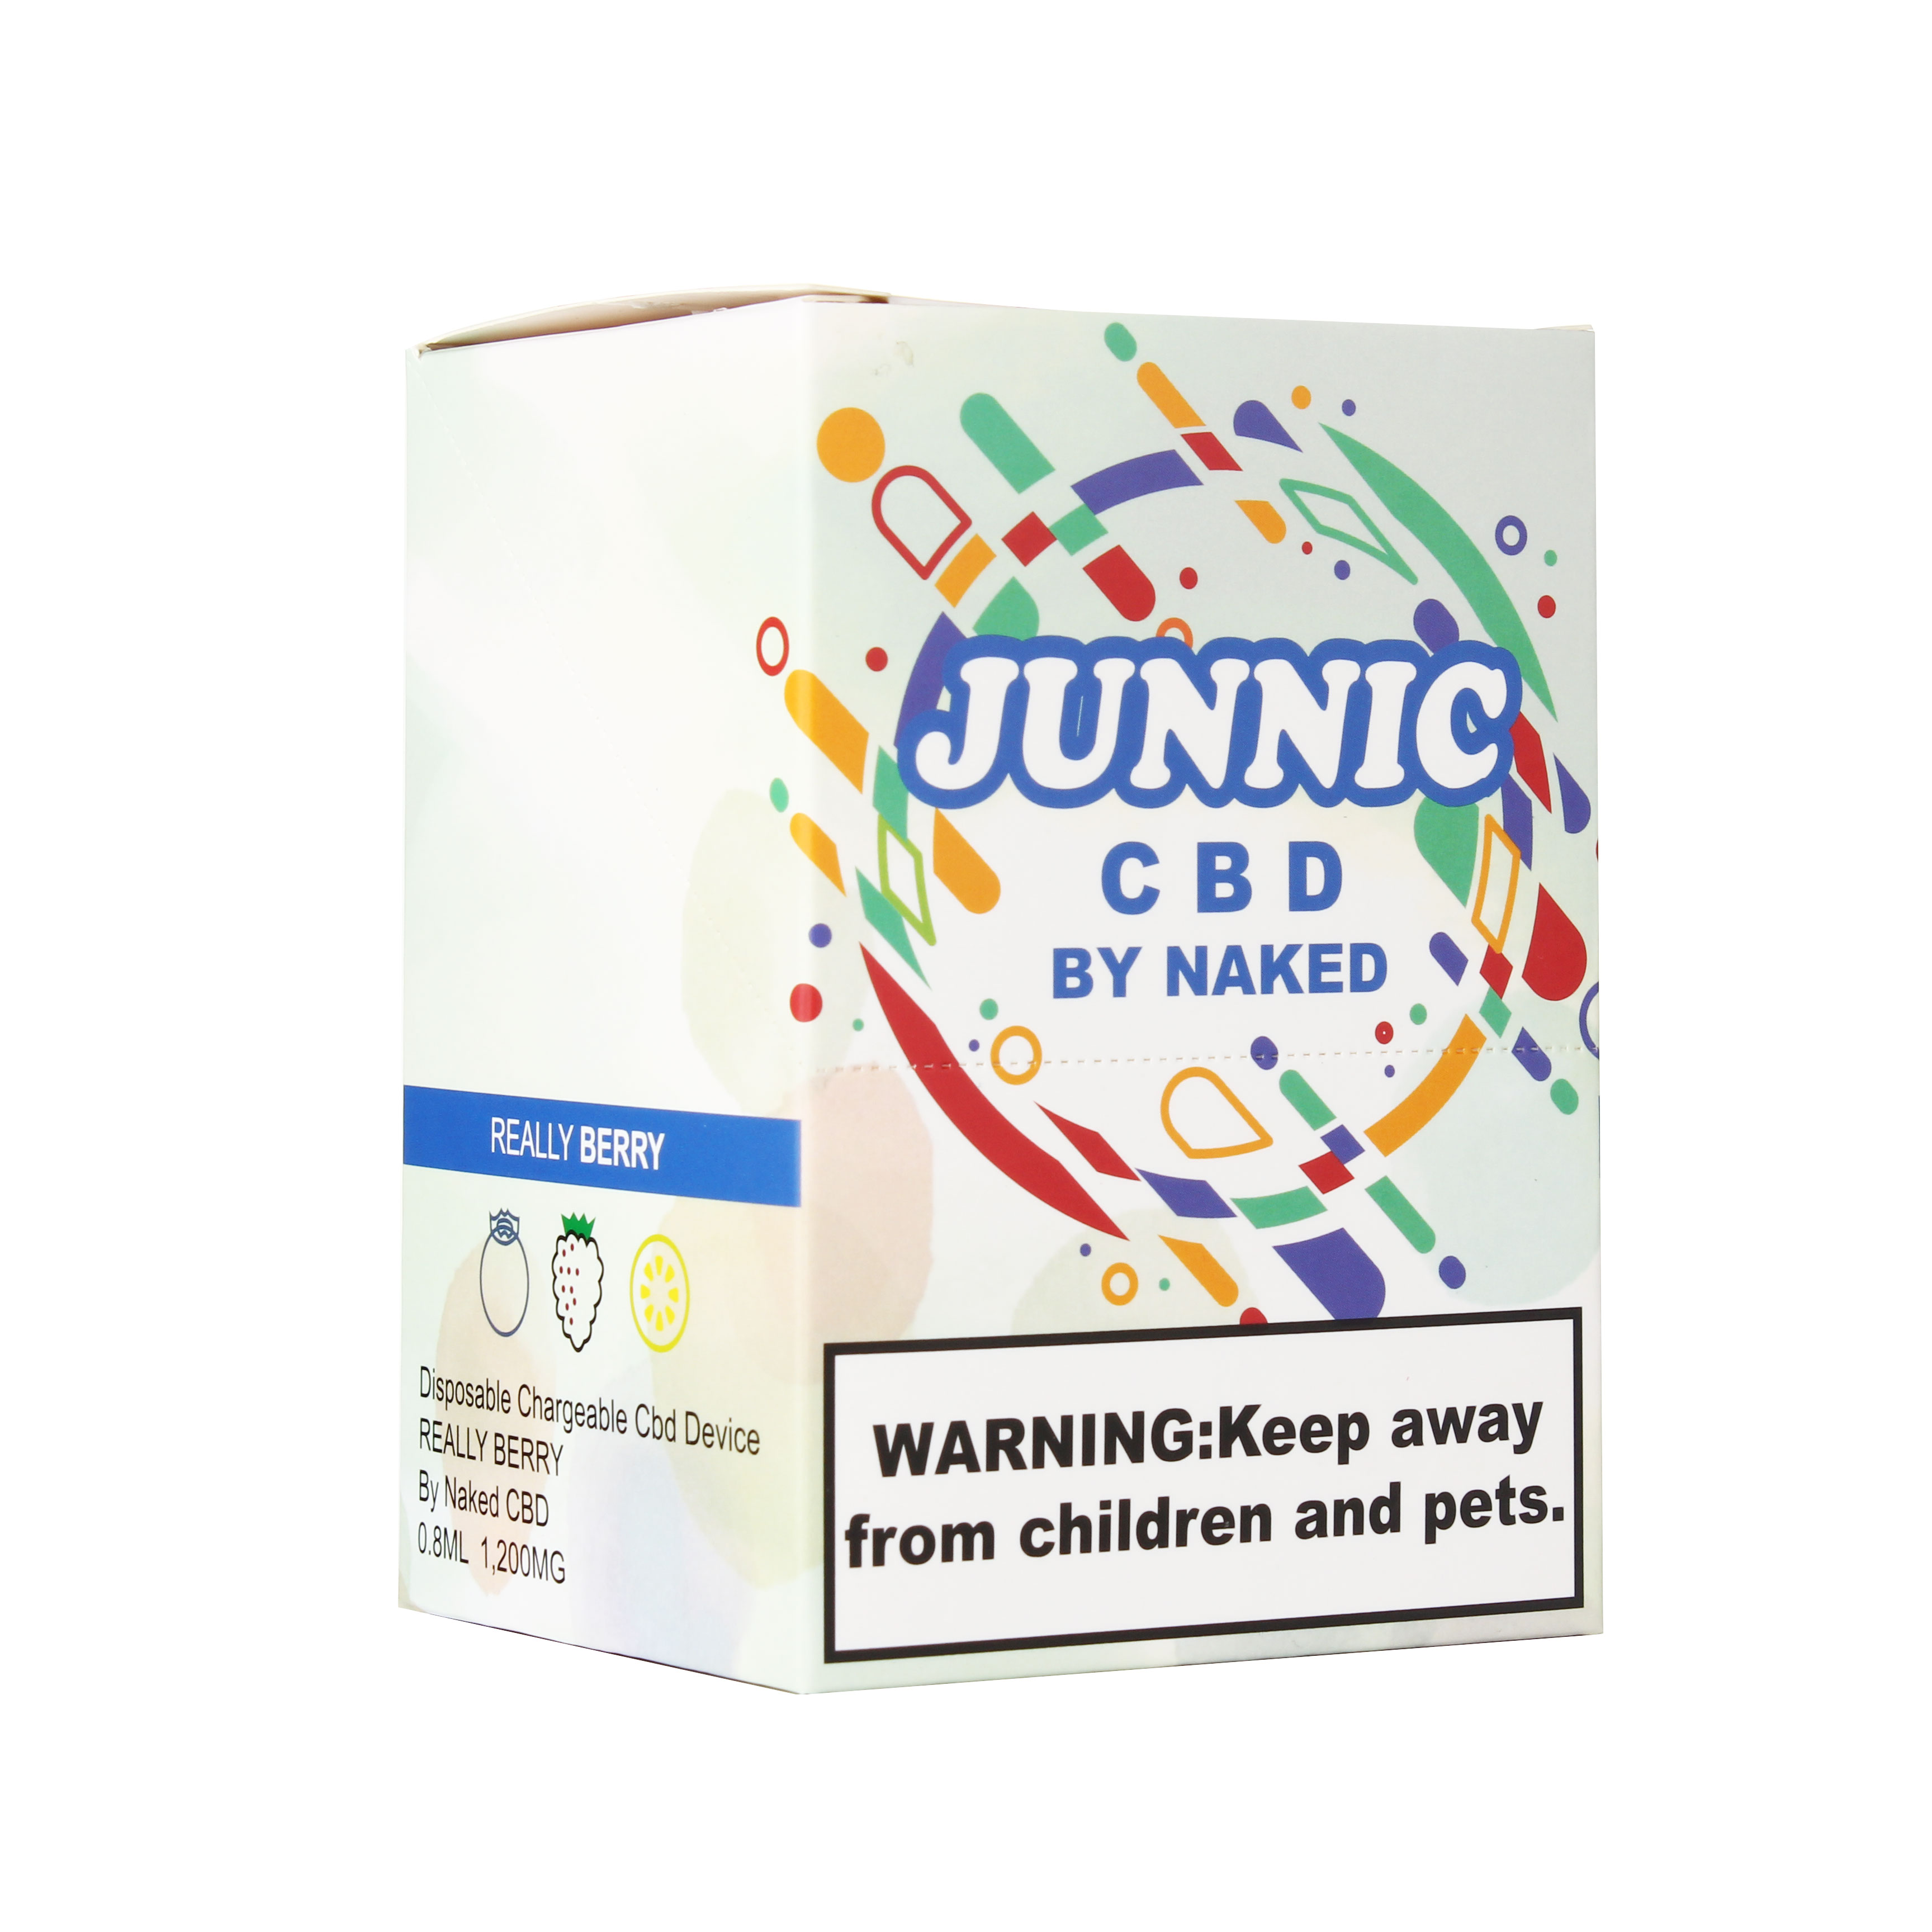 REALLY BERRY
Disposable Chargeable Cbd Device
REALLY BERRY
By Naked CBD
0.8ML 1,200MG
JUNNIC
CBD
BY NAKED
WARNING:Keep away
from children and pets.